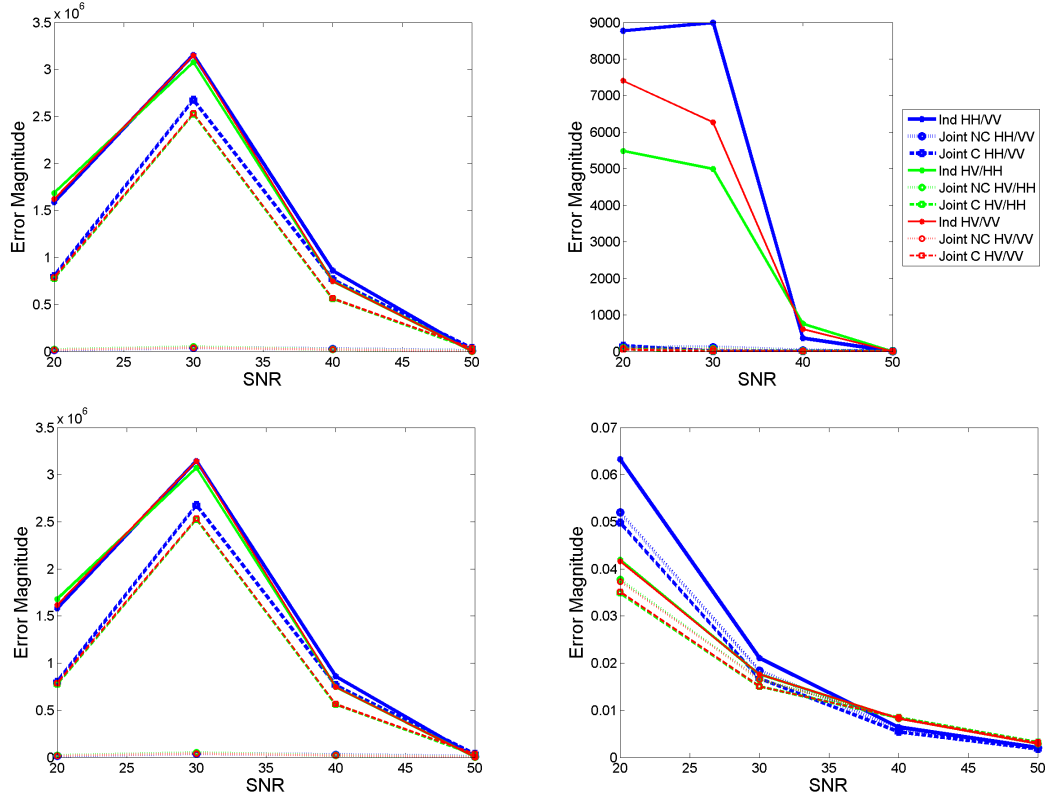 x 10^6
3.5
3
2.5
2
1.5
1
0.5
0
Error Magnitude
20 25 30 35 40 45 50
SNR
9000
8000
7000
6000
5000
4000
3000
2000
1000
0
Error Magnitude
20 25 30 35 40 45 50
SNR
Ind HH/VV
Joint NC HH/VV
Joint C HH/VV
Ind HV/HH
Joint NC HV/HH
Joint C HV/HH
Ind HV/VV
Joint NC HV/VV
Joint C HV/VV
x 10^6
3.5
3
2.5
2
1.5
1
0.5
0
Error Magnitude
20 25 30 35 40 45 50
SNR
0.07
0.06
0.05
0.04
0.03
0.02
0.01
0
Error Magnitude
20 25 30 35 40 45 50
SNR